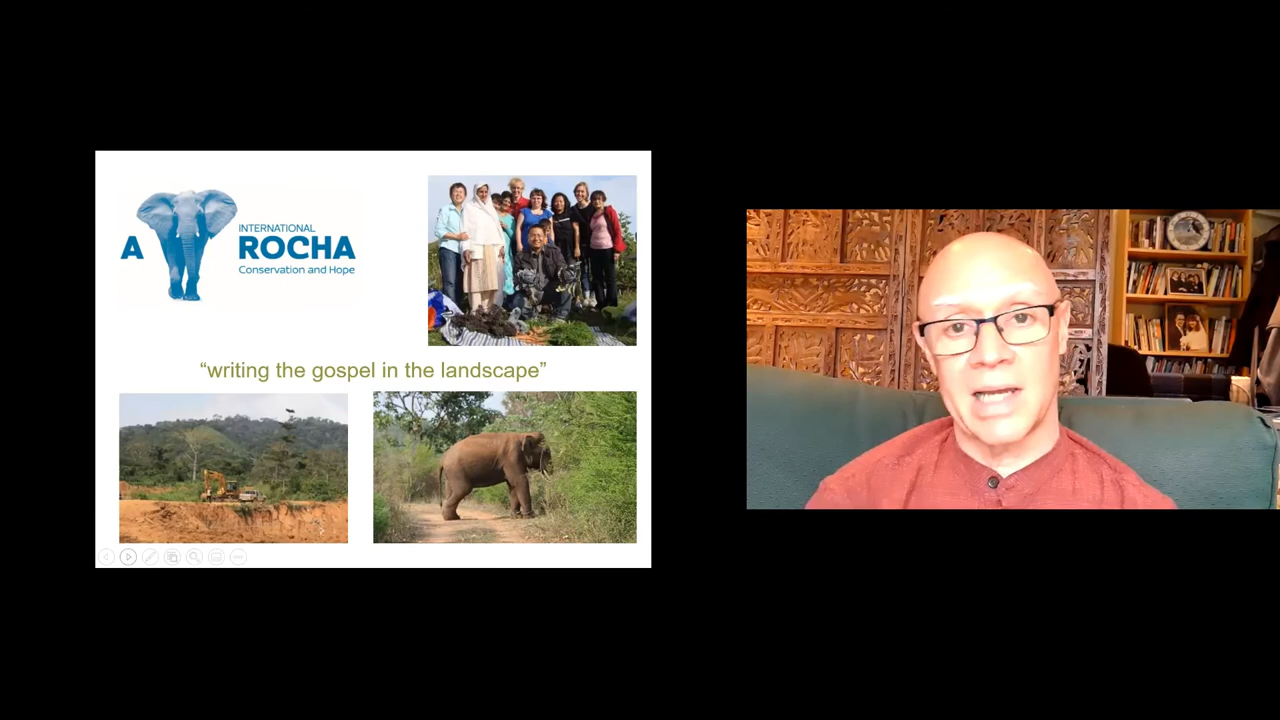 A
INTERNATIONAL
ROCHA
Conservation and Hope
“writing the gospel in the landscape”